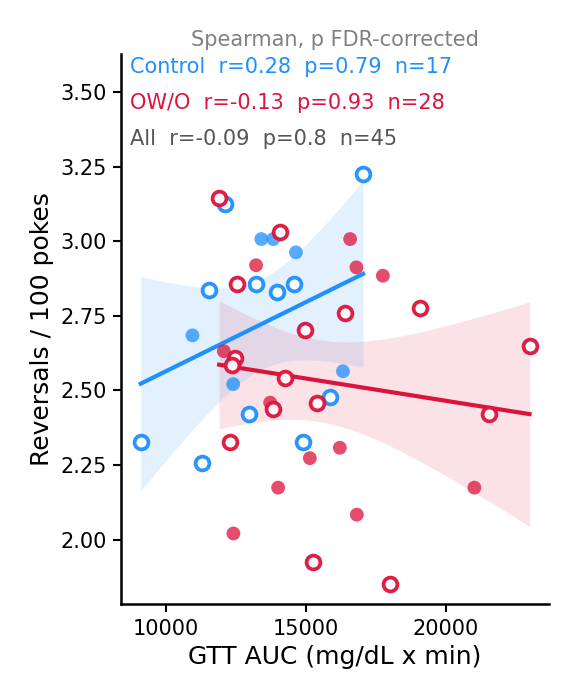 Spearman, p FDR-corrected
Control  r=0.28  p=0.79  n=17
OW/O  r=-0.13  p=0.93  n=28
All  r=-0.09  p=0.8  n=45
Reversals / 100 pokes
3.50
3.25
3.00
2.75
2.50
2.25
2.00
10000 15000 20000
GTT AUC (mg/dL x min)